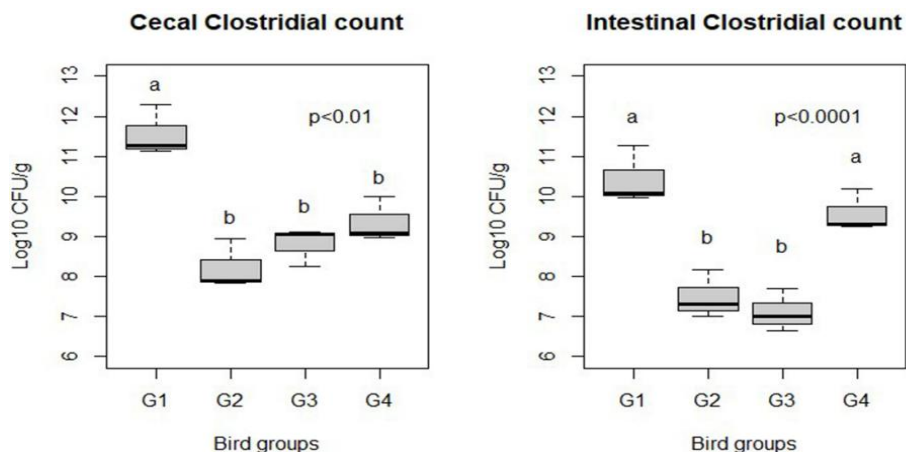 Cecal Clostridial count
Log10 CFU/g
13
12
11
10
9
8
7
6
a
b
b
b
p<0.01
G1 G2 G3 G4
Bird groups
Intestinal Clostridial count
Log10 CFU/g
13
12
11
10
9
8
7
6
a
b
b
a
p<0.0001
G1 G2 G3 G4
Bird groups